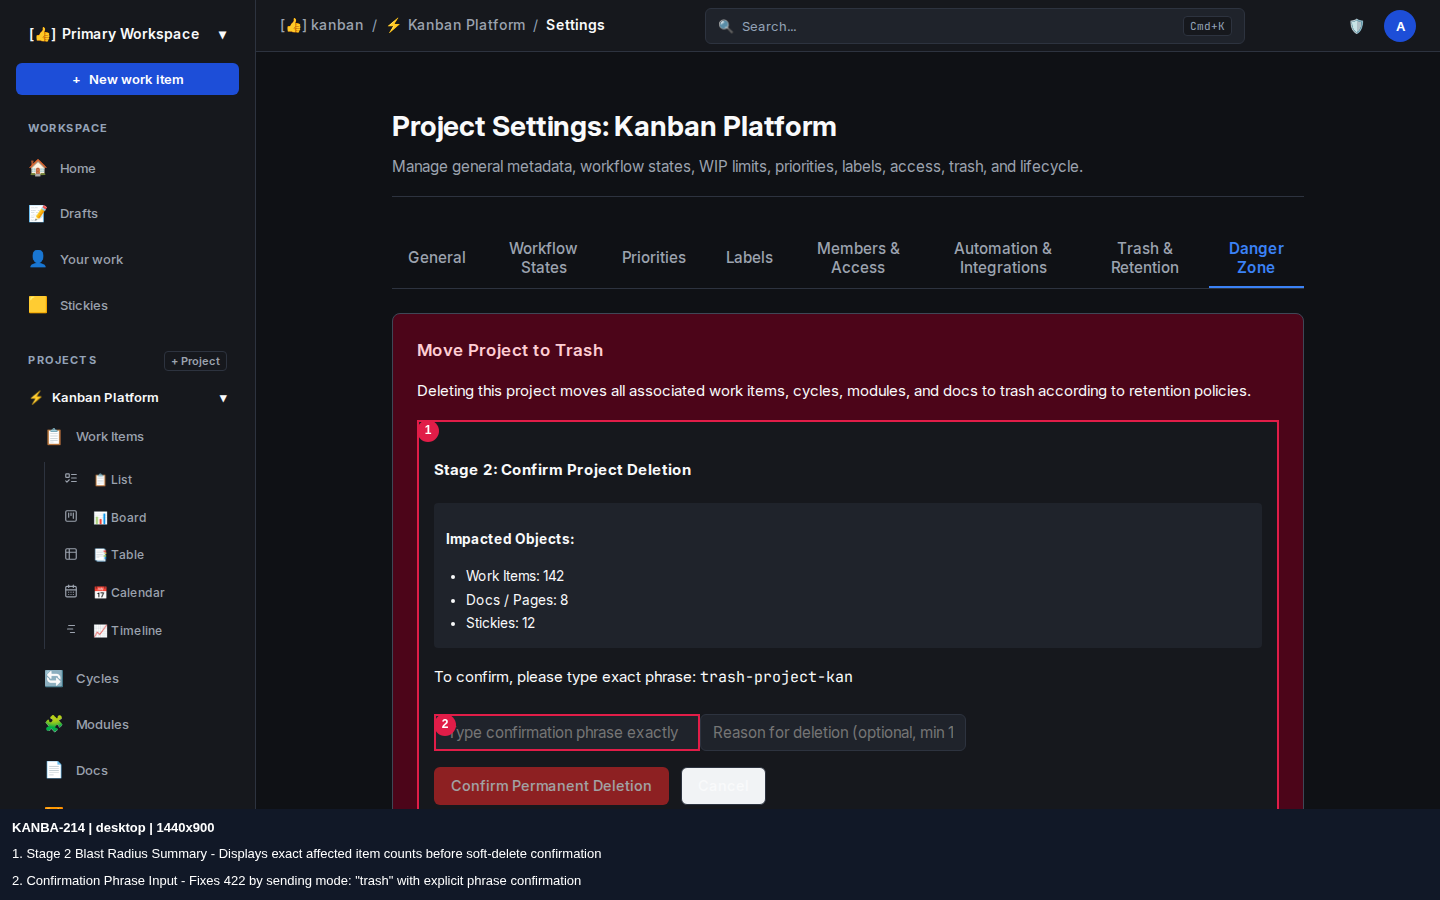 [👍] Primary Workspace ▼
+ New work item
WORKSPACE
🏠 Home
📝 Drafts
👤 Your work
🟨 Stickies
PROJECTS
+ Project
⚡ Kanban Platform ▼
📋 Work Items
📋 List
📊 Board
📑 Table
📅 Calendar
📈 Timeline
🔄 Cycles
🧩 Modules
📄 Docs
[👍] kanban / ⚡ Kanban Platform / Settings
🔍 Search... Cmd+K
A
Project Settings: Kanban Platform
Manage general metadata, workflow states, WIP limits, priorities, labels, access, trash, and lifecycle.
General
Workflow
States
Priorities
Labels
Members &
Access
Automation &
Integrations
Trash &
Retention
Danger
Zone
Move Project to Trash
Deleting this project moves all associated work items, cycles, modules, and docs to trash according to retention policies.
1
Stage 2: Confirm Project Deletion
Impacted Objects:
• Work Items: 142
• Docs / Pages: 8
• Stickies: 12
To confirm, please type exact phrase: trash-project-kan
2
Type confirmation phrase exactly
Reason for deletion (optional, min 1
Confirm Permanent Deletion
Cancel
KANBA-214 | desktop | 1440x900
1. Stage 2 Blast Radius Summary - Displays exact affected item counts before soft-delete confirmation
2. Confirmation Phrase Input - Fixes 422 by sending mode: "trash" with explicit phrase confirmation